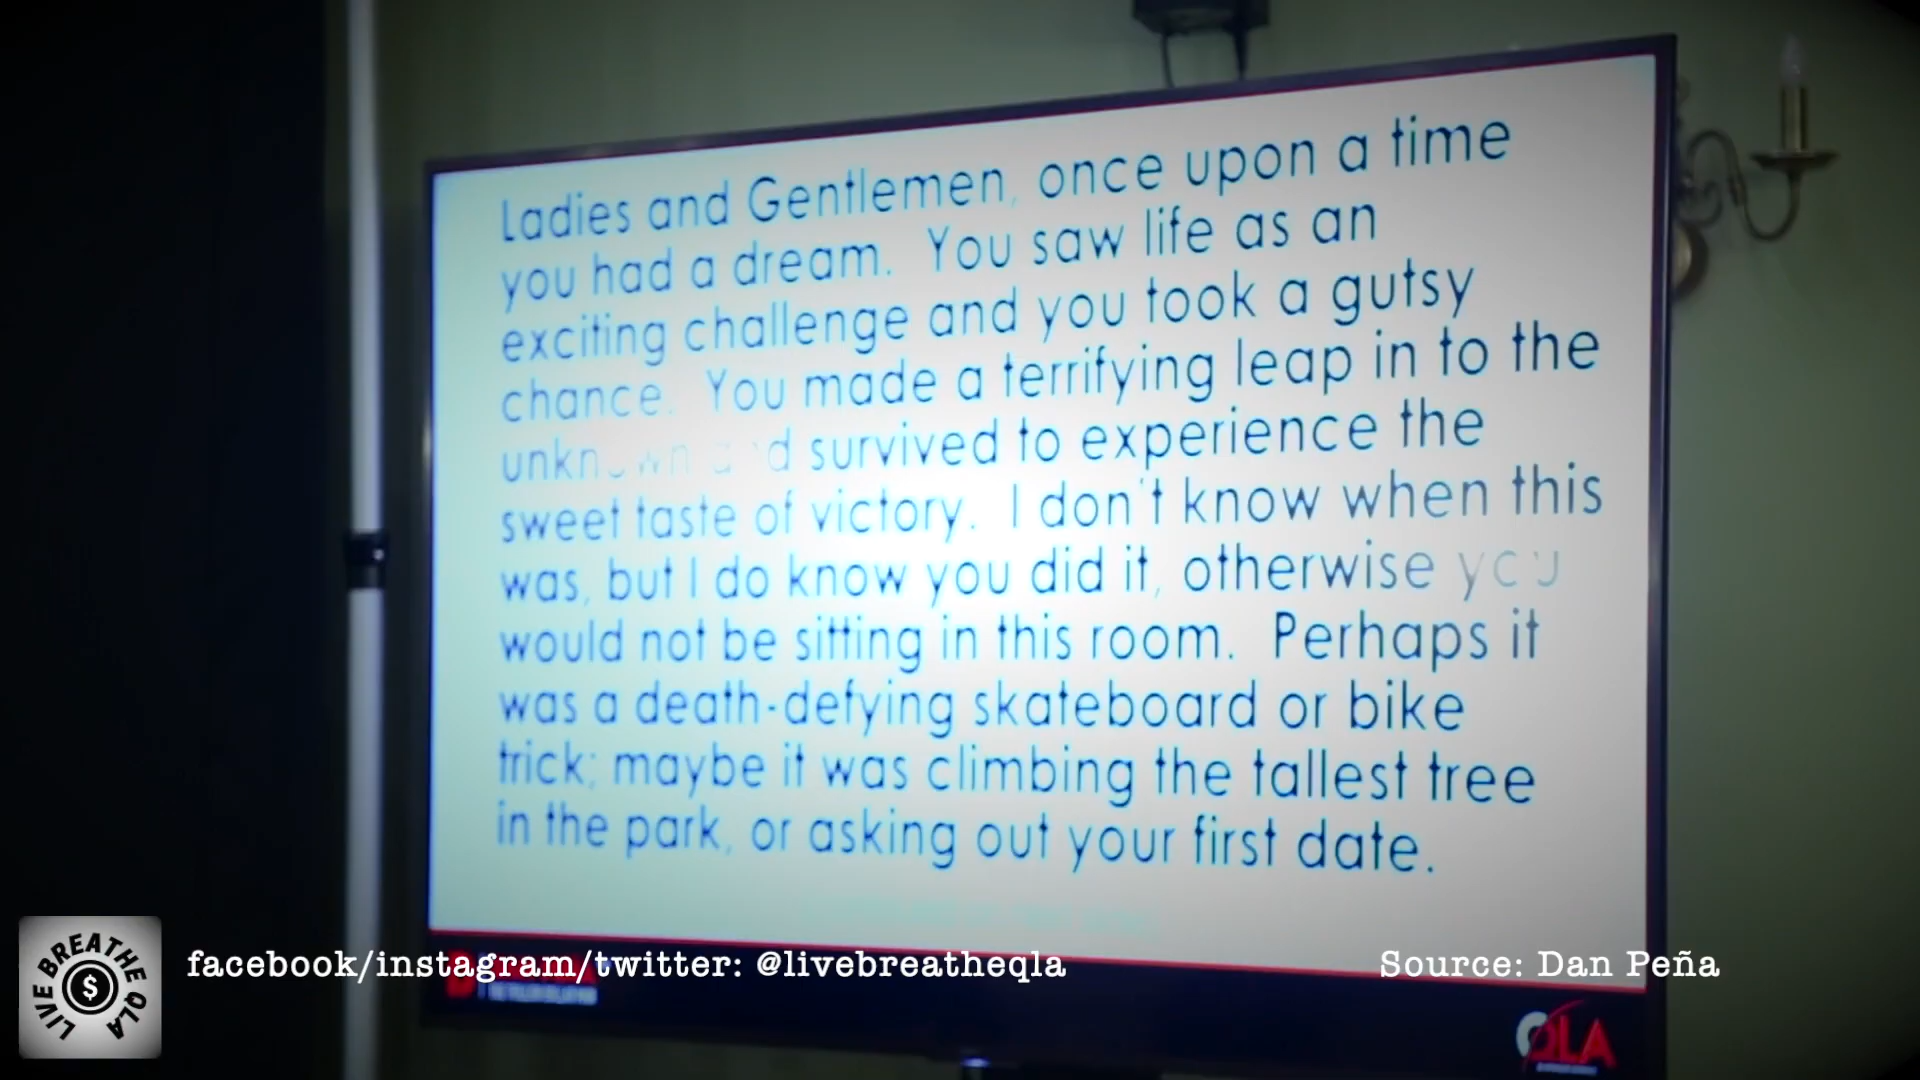 Ladies and Gentlemen, once upon a time
you had a dream. You saw life as an
exciting challenge and you took a gutsy
chance. You made a terrifying leap in to the
unknown and survived to experience the
sweet taste of victory. I don't know when this
was, but I do know you did it, otherwise you
would not be sitting in this room. Perhaps it
was a death-defying skateboard or bike
trick; maybe it was climbing the tallest tree
in the park, or asking out your first date.
LIVE BREATHE QLA
$
facebook/instagram/twitter: @livebreatheqla
Source: Dan Peña
QLA